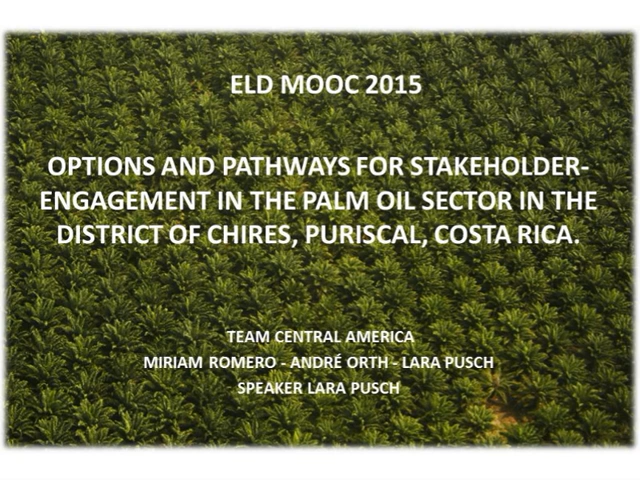 ELD MOOC 2015
OPTIONS AND PATHWAYS FOR STAKEHOLDER-
ENGAGEMENT IN THE PALM OIL SECTOR IN THE
DISTRICT OF CHIRES, PURISCAL, COSTA RICA.
TEAM CENTRAL AMERICA
MIRIAM ROMERO - ANDRÉ ORTH - LARA PUSCH
SPEAKER LARA PUSCH